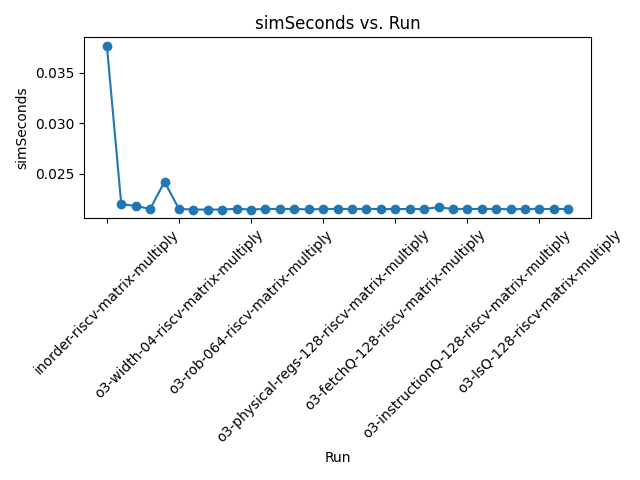 simSeconds vs. Run
simSeconds
0.035
0.030
0.025
inorder-riscv-matrix-multiply
o3-width-04-riscv-matrix-multiply
o3-rob-064-riscv-matrix-multiply
o3-physical-regs-128-riscv-matrix-multiply
o3-fetchQ-128-riscv-matrix-multiply
o3-instructionQ-128-riscv-matrix-multiply
o3-lsQ-128-riscv-matrix-multiply
Run